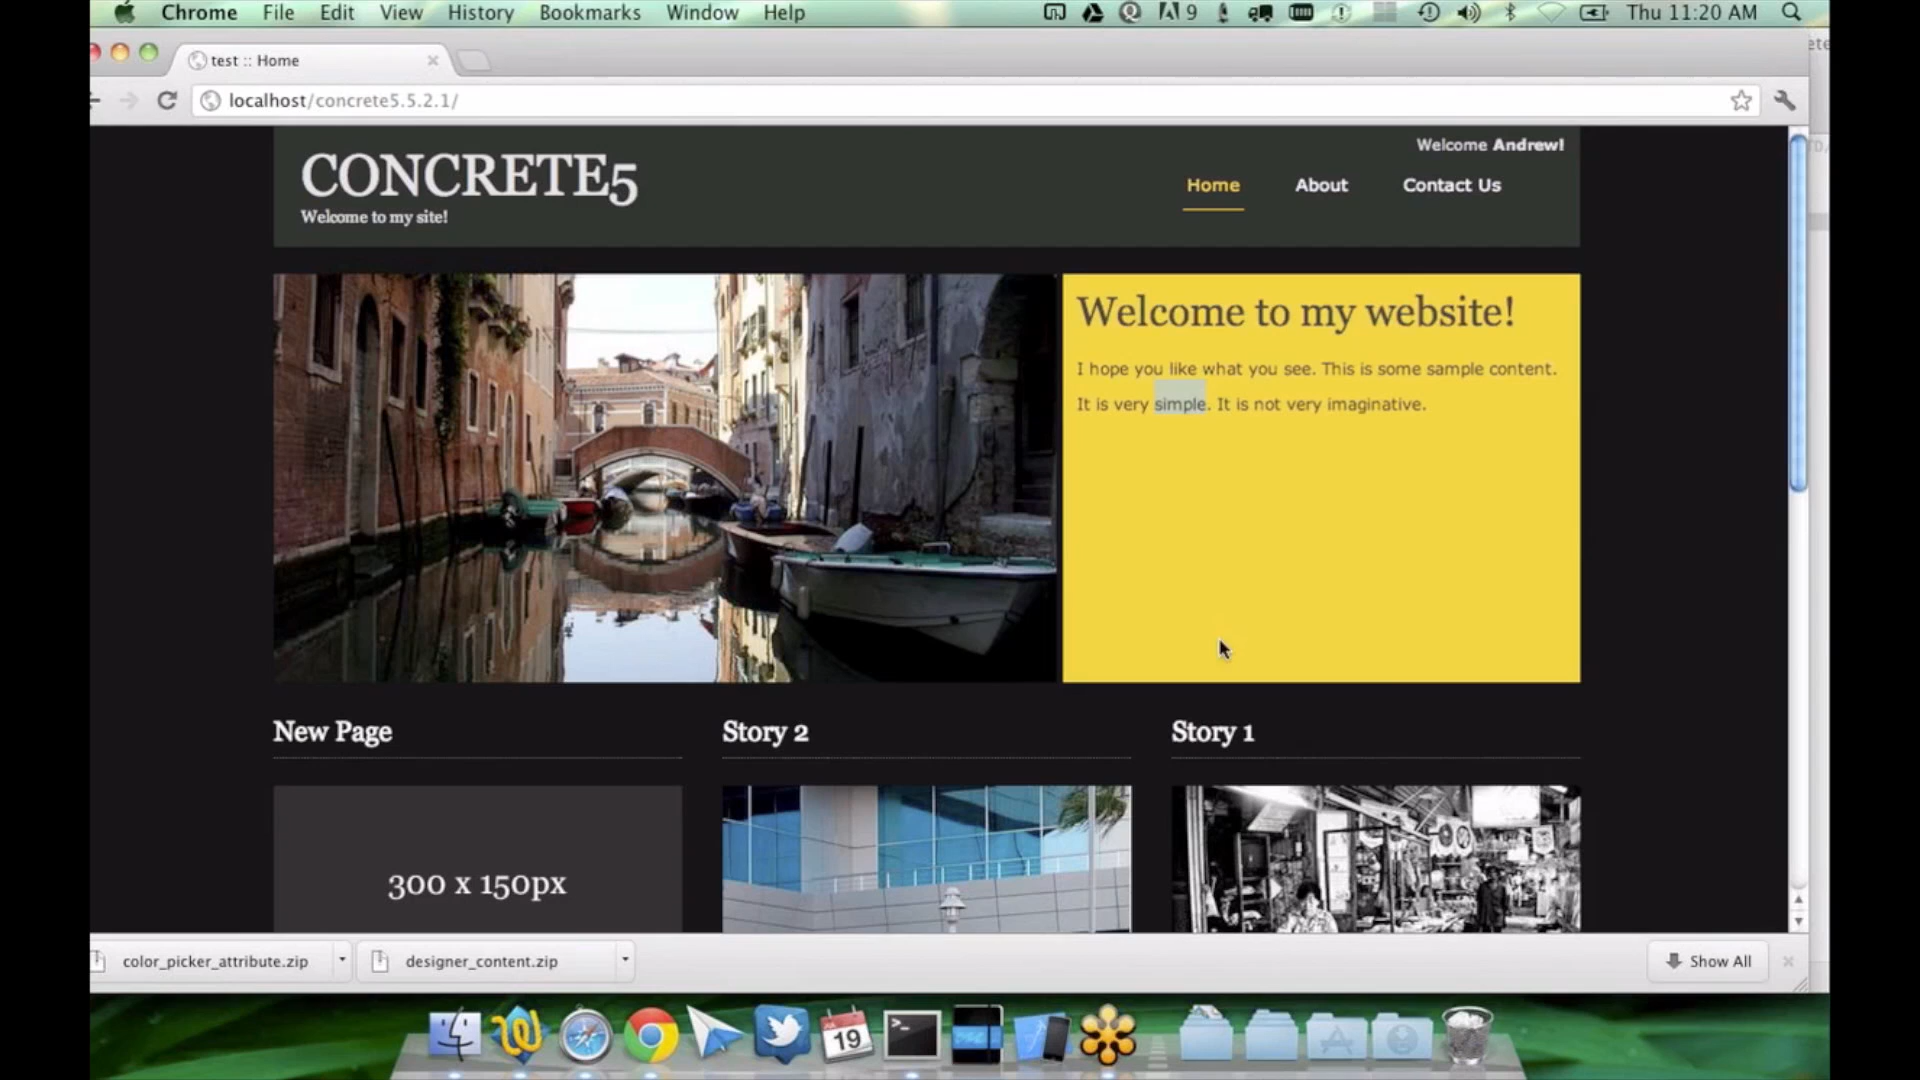 Chrome File Edit View History Bookmarks Window Help 9 Thu 11:20 AM
test :: Home
localhost/concrete5.5.2.1/
Welcome Andrew!
CONCRETE5
Home About Contact Us
Welcome to my site!
Welcome to my website!
I hope you like what you see. This is some sample content.
It is very simple. It is not very imaginative.
New Page Story 2 Story 1
300 x 150px
color_picker_attribute.zip designer_content.zip Show All
19